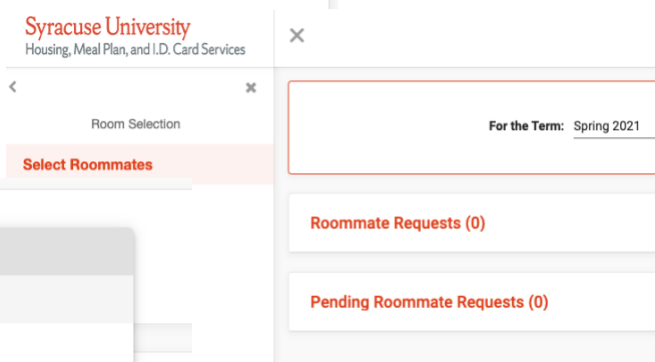 Syracuse University
Housing, Meal Plan, and I.D. Card Services
Room Selection
Select Roommates
For the Term: Spring 2021
Roommate Requests (0)
Pending Roommate Requests (0)